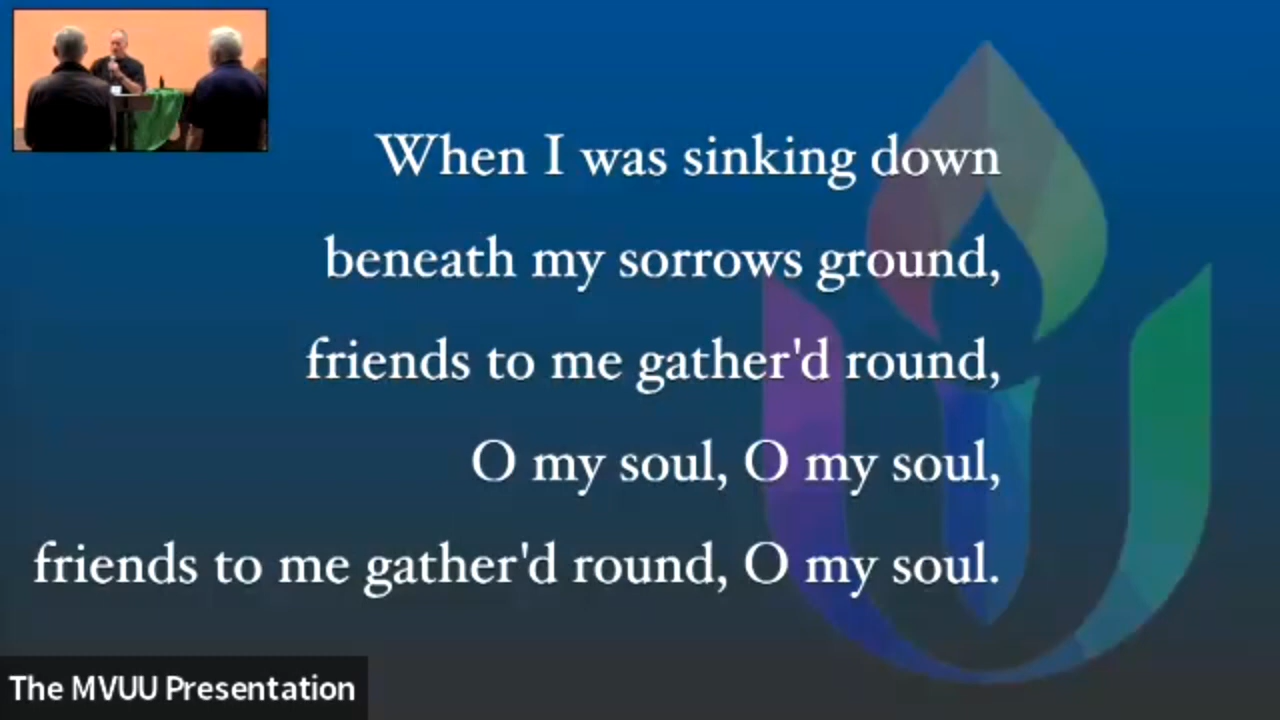 When I was sinking down
beneath my sorrows ground,
friends to me gather'd round,
O my soul, O my soul,
friends to me gather'd round, O my soul.
The MVUU Presentation